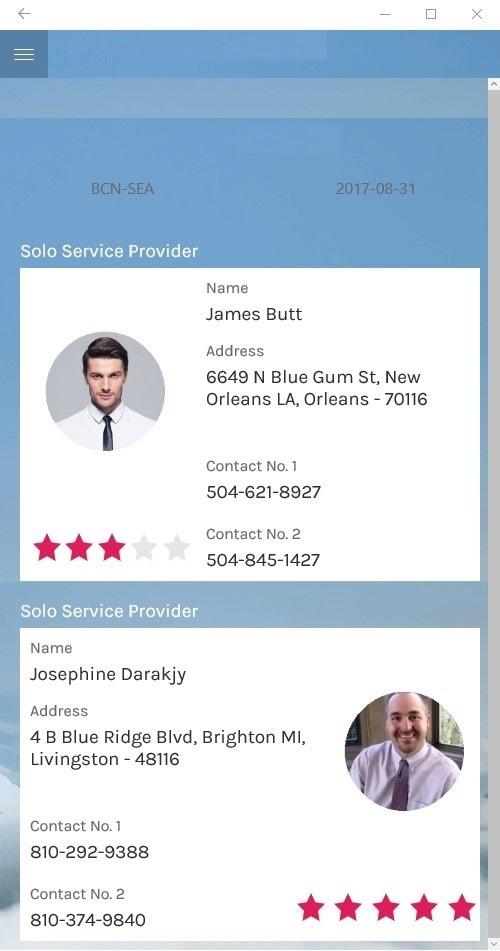 BCN-SEA 2017-08-31
Solo Service Provider
Name
James Butt
Address
6649 N Blue Gum St, New
Orleans LA, Orleans - 70116
Contact No. 1
504-621-8927
Contact No. 2
504-845-1427
Solo Service Provider
Name
Josephine Darakjy
Address
4 B Blue Ridge Blvd, Brighton MI,
Livingston - 48116
Contact No. 1
810-292-9388
Contact No. 2
810-374-9840